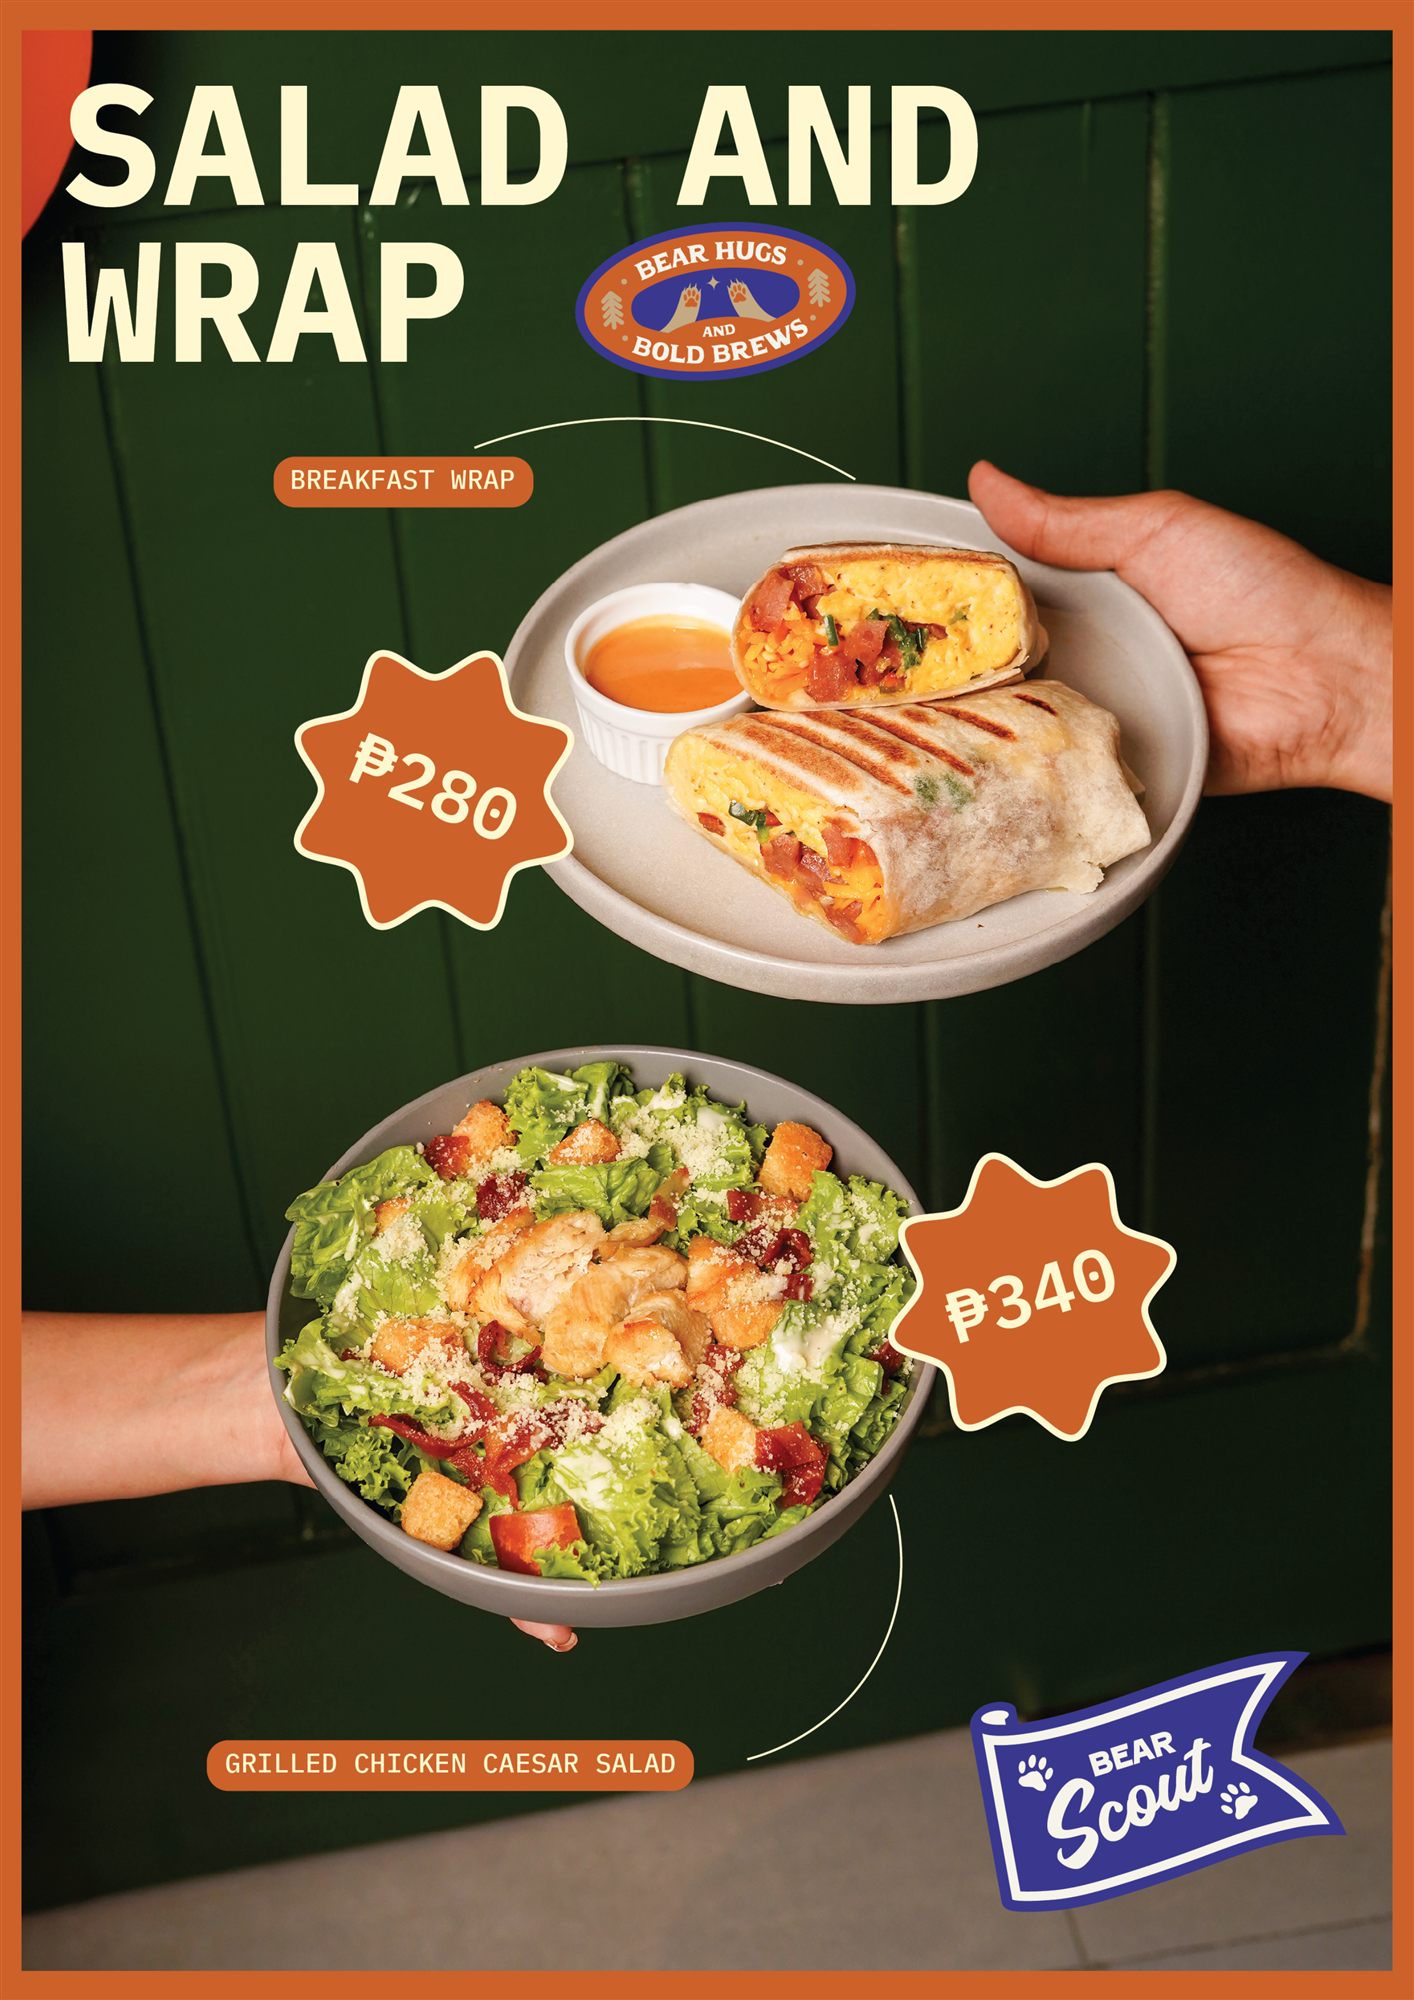 SALAD AND
WRAP
BEAR HUGS
AND
BOLD BREWS
BREAKFAST WRAP
₱280
₱340
GRILLED CHICKEN CAESAR SALAD
BEAR
Scout